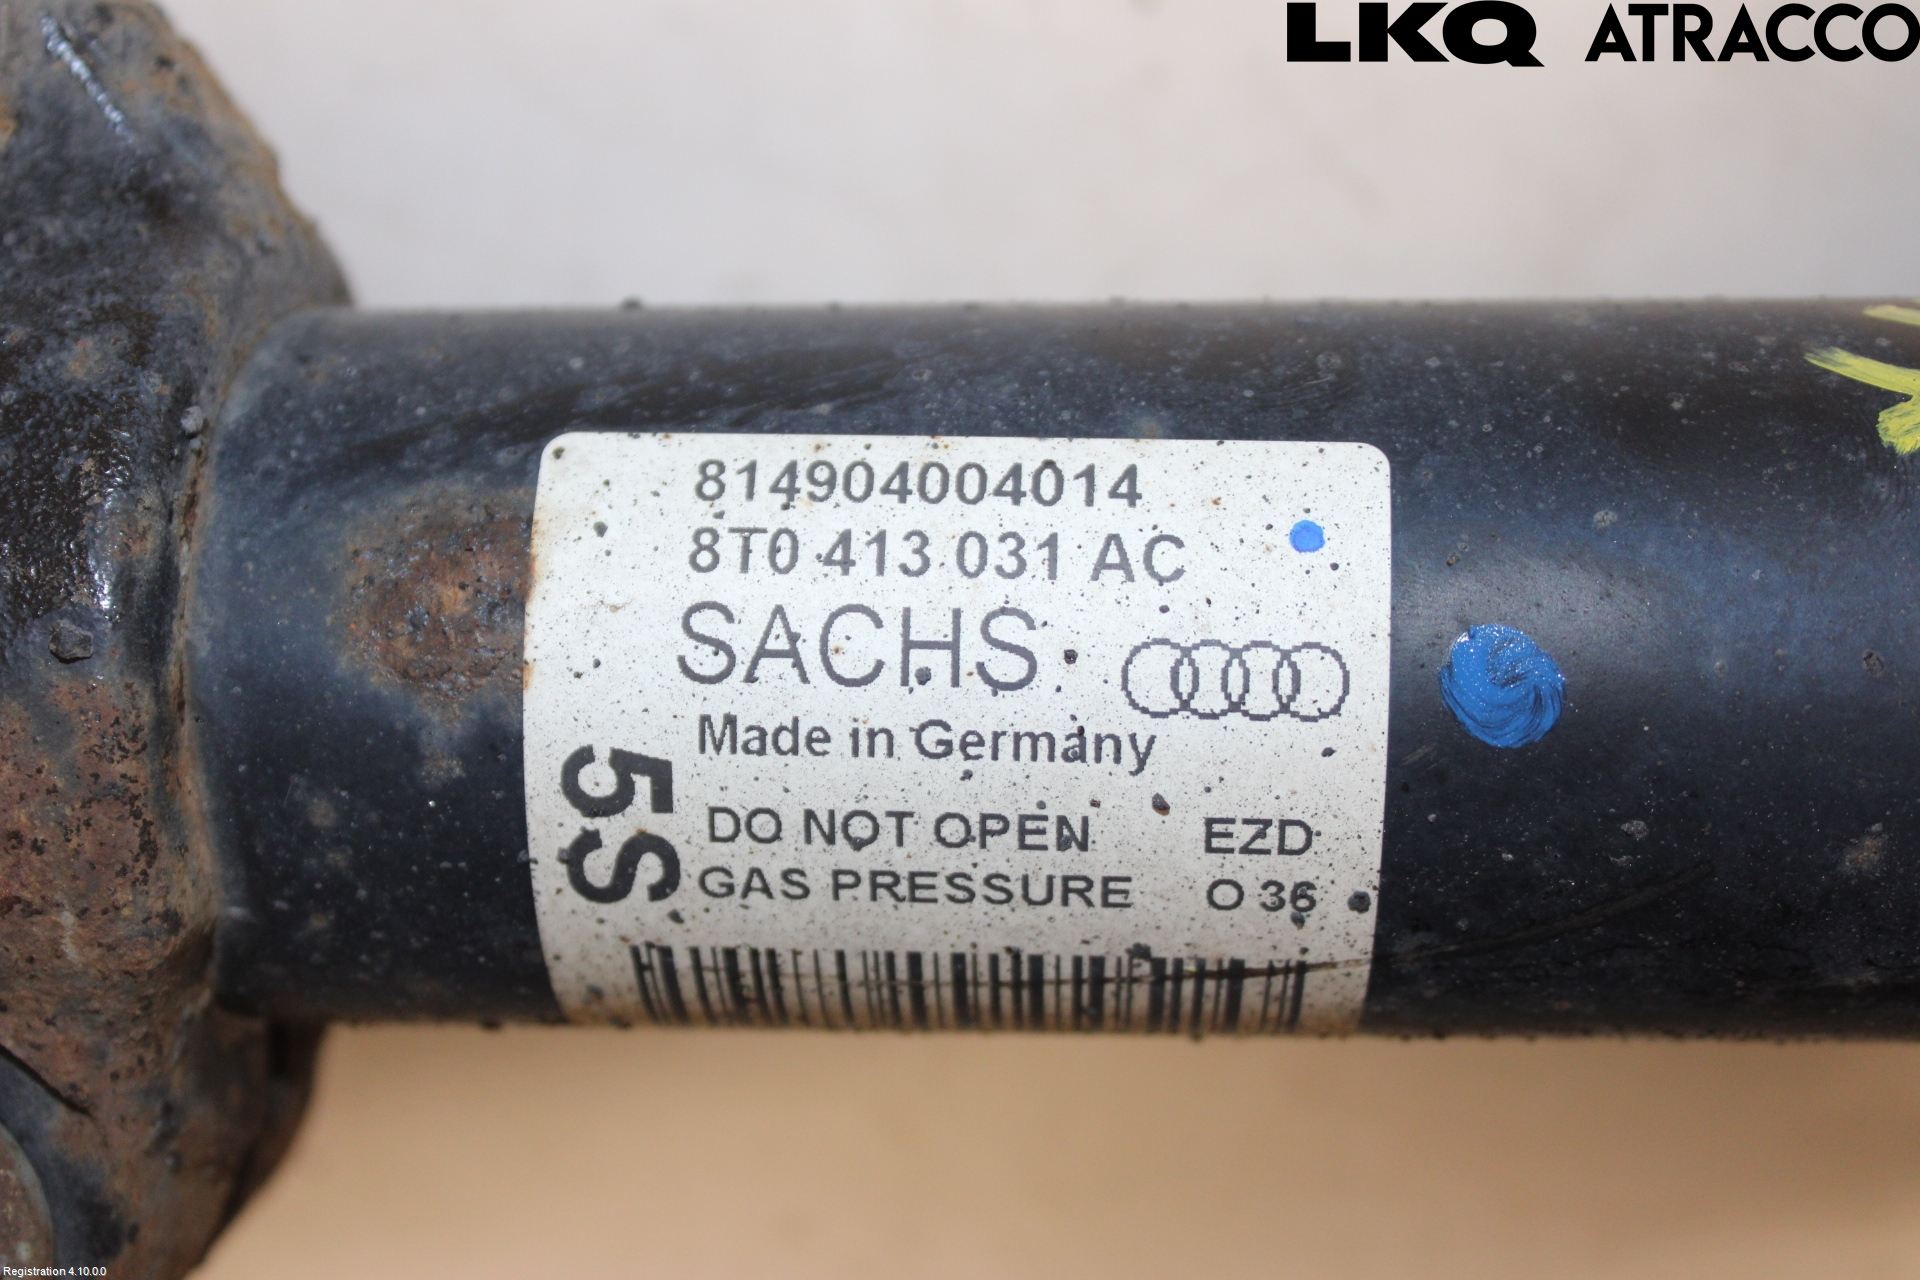 LKQ ATRACCO
814904004014
8T0 413 031 AC
SACHS
Made in Germany
5S
DO NOT OPEN EZD
GAS PRESSURE O 36
Registration 4.10.0.0